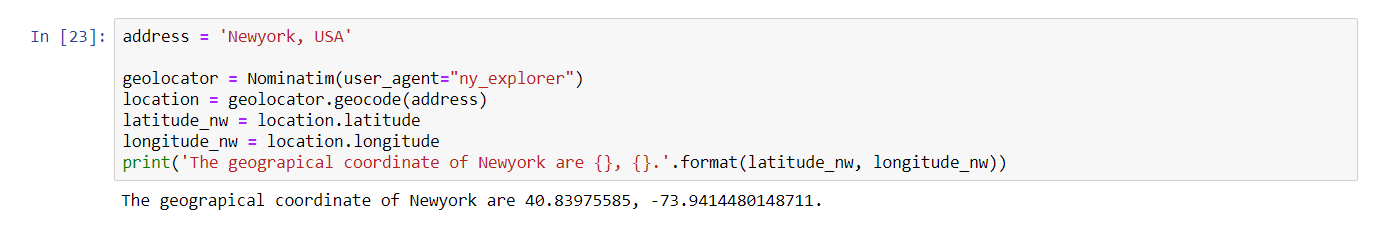 In [23]: address = 'Newyork, USA'
geolocator = Nominatim(user_agent="ny_explorer")
location = geolocator.geocode(address)
latitude_nw = location.latitude
longitude_nw = location.longitude
print('The geograpical coordinate of Newyork are {}, {}.'.format(latitude_nw, longitude_nw))
The geograpical coordinate of Newyork are 40.83975585, -73.9414480148711.